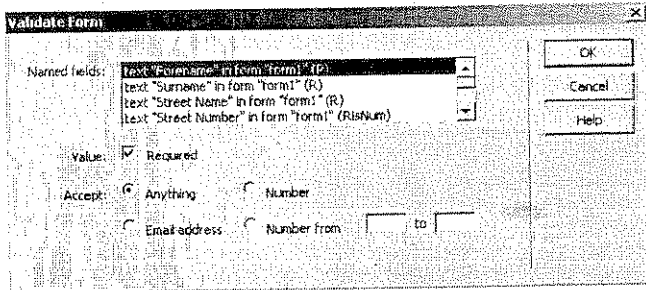 Validate Form
OK
Named fields: text "Forename" in form "form1" (R)
text "Surname" in form "form1" (R)
Cancel
text "Street Name" in form "form1" (R)
text "Street Number" in form "form1" (RisNum)
Help
Value: Required
Accept: Anything Number
Email address Number from to